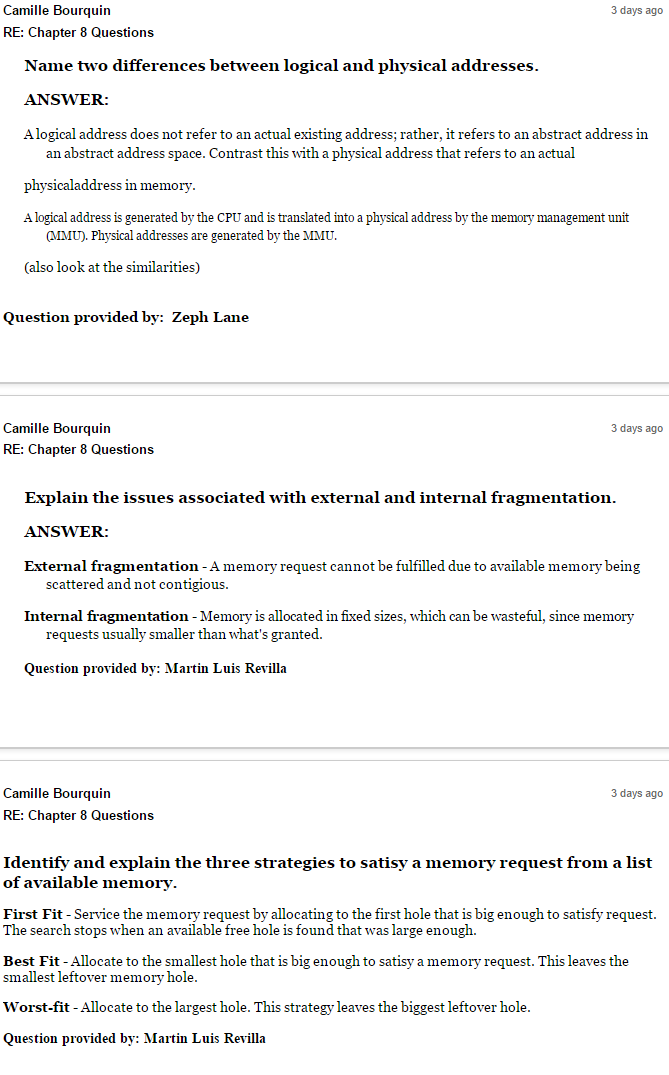 Camille Bourquin 3 days ago
RE: Chapter 8 Questions
Name two differences between logical and physical addresses.
ANSWER:
A logical address does not refer to an actual existing address; rather, it refers to an abstract address in
an abstract address space. Contrast this with a physical address that refers to an actual
physicaladdress in memory.
A logical address is generated by the CPU and is translated into a physical address by the memory management unit
(MMU). Physical addresses are generated by the MMU.
(also look at the similarities)
Question provided by:  Zeph Lane
Camille Bourquin 3 days ago
RE: Chapter 8 Questions
Explain the issues associated with external and internal fragmentation.
ANSWER:
External fragmentation - A memory request cannot be fulfilled due to available memory being
scattered and not contigious.
Internal fragmentation - Memory is allocated in fixed sizes, which can be wasteful, since memory
requests usually smaller than what's granted.
Question provided by: Martin Luis Revilla
Camille Bourquin 3 days ago
RE: Chapter 8 Questions
Identify and explain the three strategies to satisy a memory request from a list
of available memory.
First Fit - Service the memory request by allocating to the first hole that is big enough to satisfy request.
The search stops when an available free hole is found that was large enough.
Best Fit - Allocate to the smallest hole that is big enough to satisy a memory request. This leaves the
smallest leftover memory hole.
Worst-fit - Allocate to the largest hole. This strategy leaves the biggest leftover hole.
Question provided by: Martin Luis Revilla